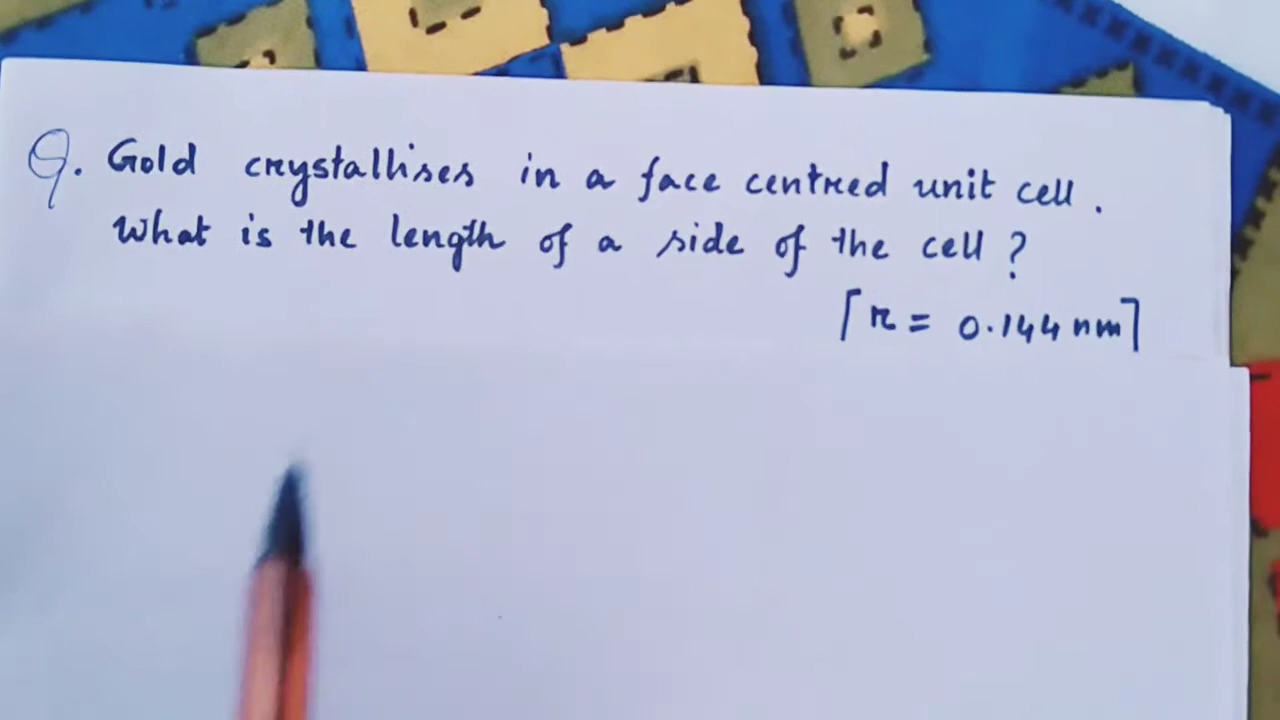 Q. Gold crystallises in a face centred unit cell.
What is the length of a side of the cell ?
[r = 0.144 nm]